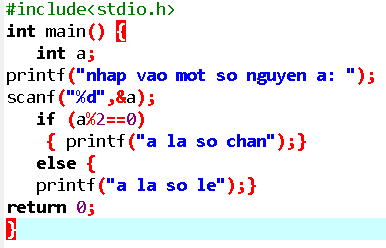 #include<stdio.h>
int main() {
int a;
printf("nhap vao mot so nguyen a: ");
scanf("%d",&a);
if (a%2==0)
{ printf("a la so chan");}
else {
printf("a la so le");}
return 0;
}